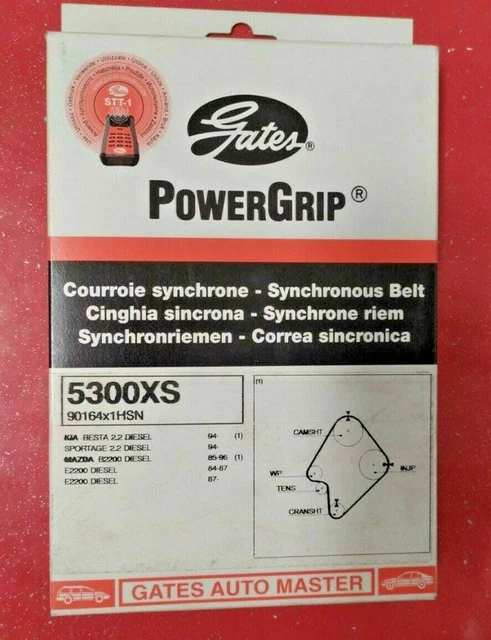 STT-1
Gates®
POWERGRIP®
Courroie synchrone - Synchronous Belt
Cinghia sincrona - Synchrone riem
Synchronriemen - Correa sincronica
5300XS
90164x1HSN
KIA BESTA 2.2 DIESEL 94- (1)
SPORTAGE 2.2 DIESEL 94-
MAZDA B2200 DIESEL 85-96 (1)
E2200 DIESEL 84-87
E2200 DIESEL 87-
(1)
CAMSHT
WP
INJP
TENS
CRANSHT
GATES AUTO MASTER